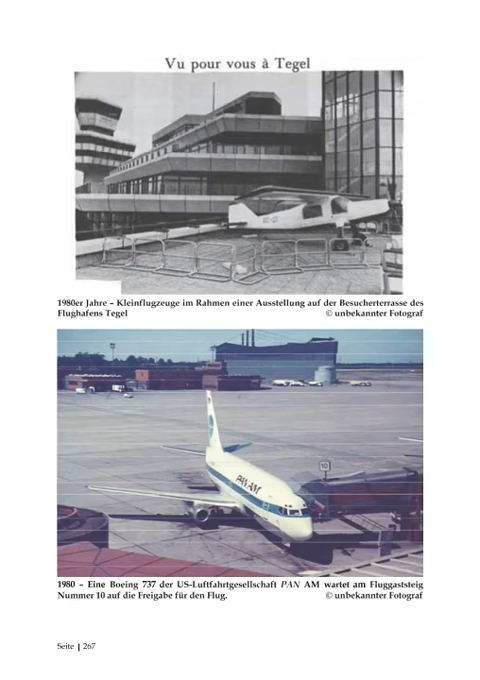 Vu pour vous à Tegel
1980er Jahre – Kleinflugzeuge im Rahmen einer Ausstellung auf der Besucherterrasse des
Flughafens Tegel © unbekannter Fotograf
PAN AM
10
1980 – Eine Boeing 737 der US-Luftfahrtgesellschaft PAN AM wartet am Fluggaststeig
Nummer 10 auf die Freigabe für den Flug. © unbekannter Fotograf
Seite | 267